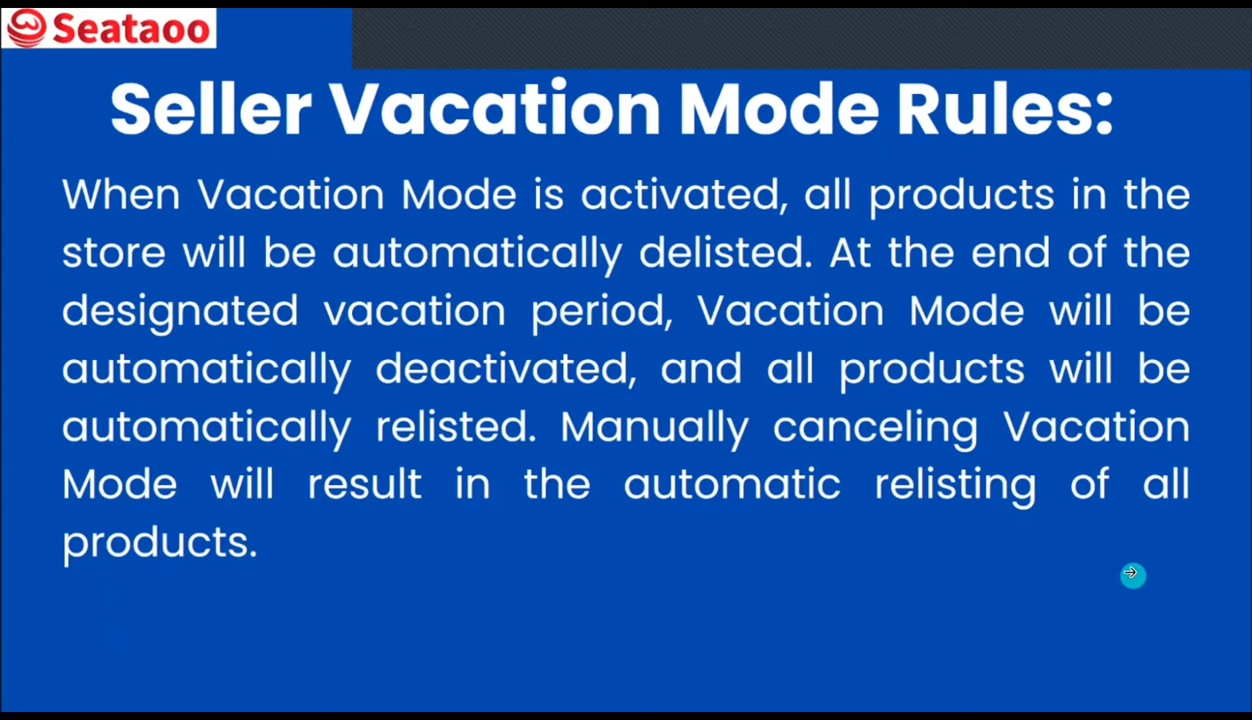 Seataoo
Seller Vacation Mode Rules:
When Vacation Mode is activated, all products in the
store will be automatically delisted. At the end of the
designated vacation period, Vacation Mode will be
automatically deactivated, and all products will be
automatically relisted. Manually canceling Vacation
Mode will result in the automatic relisting of all
products.